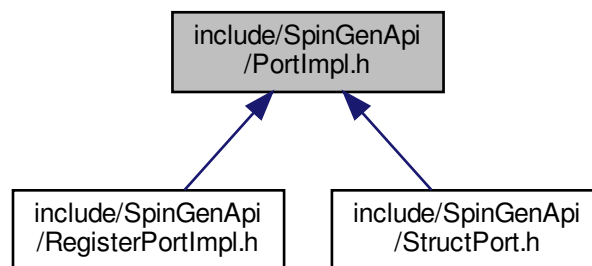 include/SpinGenApi
/PortImpl.h
include/SpinGenApi
/RegisterPortImpl.h
include/SpinGenApi
/StructPort.h